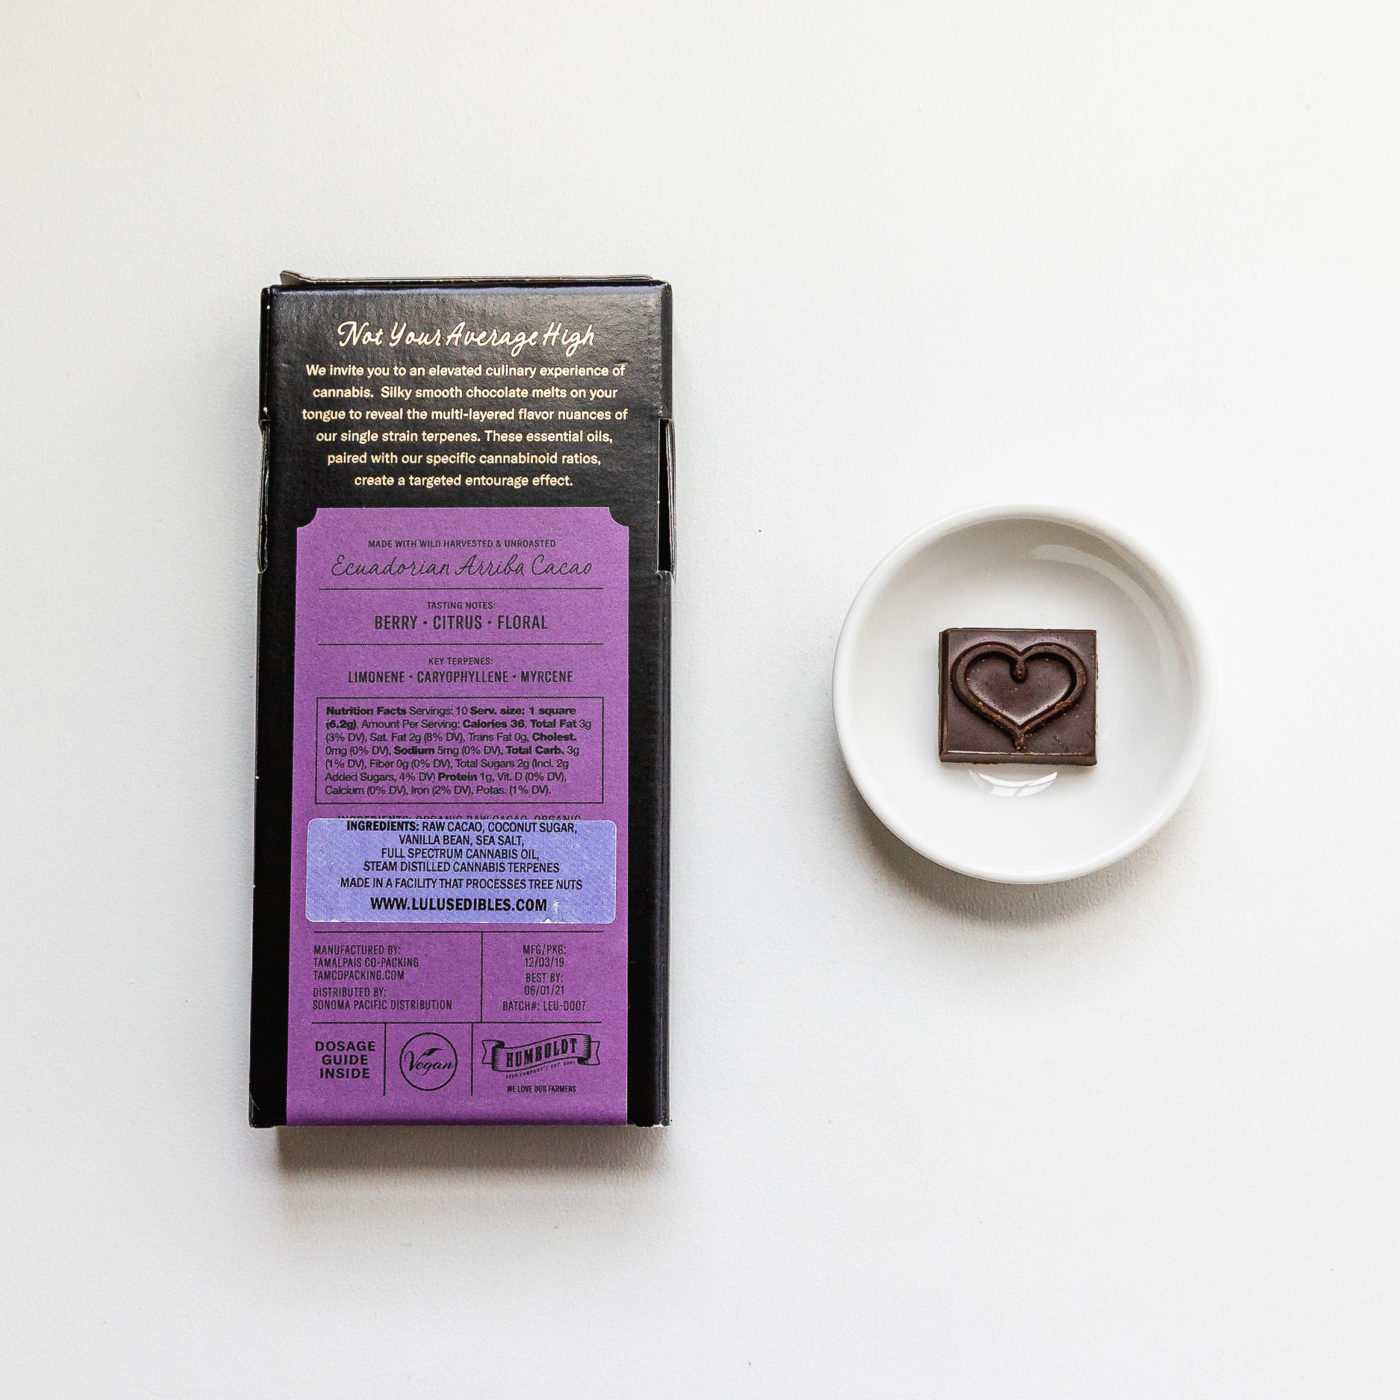 Not Your Average High
We invite you to an elevated culinary experience of
cannabis. Silky smooth chocolate melts on your
tongue to reveal the multi-layered flavor nuances of
our single strain terpenes. These essential oils,
paired with our specific cannabinoid ratios,
create a targeted entourage effect.
MADE WITH WILD HARVESTED & UNROASTED
Ecuadorian Arriba Cacao
TASTING NOTES:
BERRY • CITRUS • FLORAL
KEY TERPENES:
LIMONENE • CARYOPHYLLENE • MYRCENE
Nutrition Facts Servings: 10 Serv. size: 1 square
(6.2g), Amount Per Serving: Calories 36, Total Fat 3g
(3% DV), Sat. Fat 2g (8% DV), Trans Fat 0g, Cholest.
0mg (0% DV), Sodium 5mg (0% DV), Total Carb. 3g
(1% DV), Fiber 0g (0% DV), Total Sugars 2g (Incl. 2g
Added Sugars, 4% DV) Protein 1g, Vit. D (0% DV),
Calcium (0% DV), Iron (2% DV), Potas. (1% DV).
INGREDIENTS: ORGANIC RAW CACAO, ORGANIC
INGREDIENTS: RAW CACAO, COCONUT SUGAR,
VANILLA BEAN, SEA SALT,
FULL SPECTRUM CANNABIS OIL,
STEAM DISTILLED CANNABIS TERPENES
MADE IN A FACILITY THAT PROCESSES TREE NUTS
WWW.LULUSEDIBLES.COM
MANUFACTURED BY:
TAMALPAIS CO-PACKING
TAMCOPACKING.COM
DISTRIBUTED BY:
SONOMA PACIFIC DISTRIBUTION
MFG/PKG:
12/03/19
BEST BY:
06/01/21
BATCH#: LEU-0007
DOSAGE
GUIDE
INSIDE
Vegan
HUMBOLDT
SEED COMPANY | EST 2001
WE LOVE OUR FARMERS